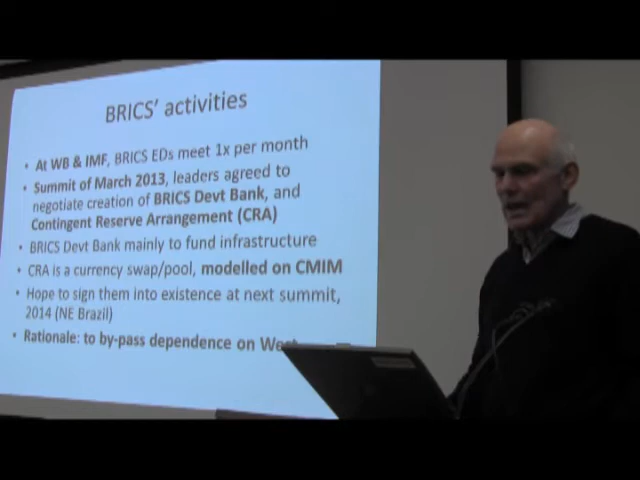 BRICS' activities
• At WB & IMF, BRICS EDs meet 1x per month
• Summit of March 2013, leaders agreed to
negotiate creation of BRICS Devt Bank, and
Contingent Reserve Arrangement (CRA)
• BRICS Devt Bank mainly to fund infrastructure
• CRA is a currency swap/pool, modelled on CMIM
• Hope to sign them into existence at next summit,
2014 (NE Brazil)
• Rationale: to by-pass dependence on